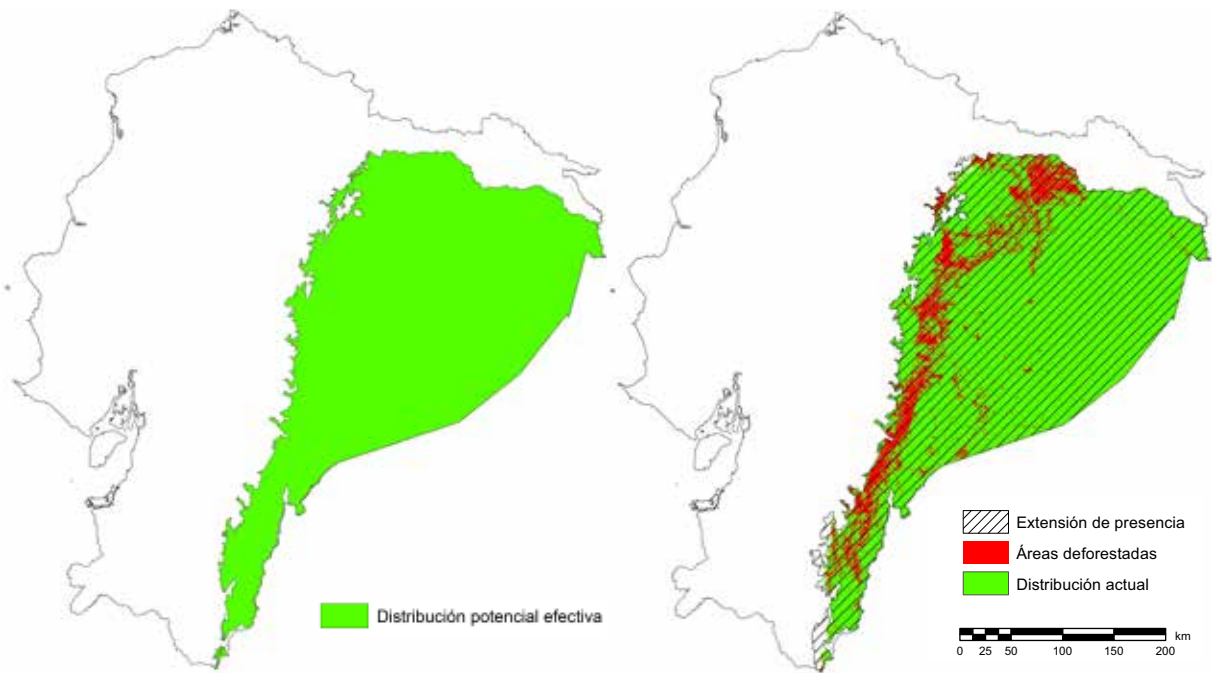 Distribución potencial efectiva
Extensión de presencia
Áreas deforestadas
Distribución actual
km
0 25 50 100 150 200